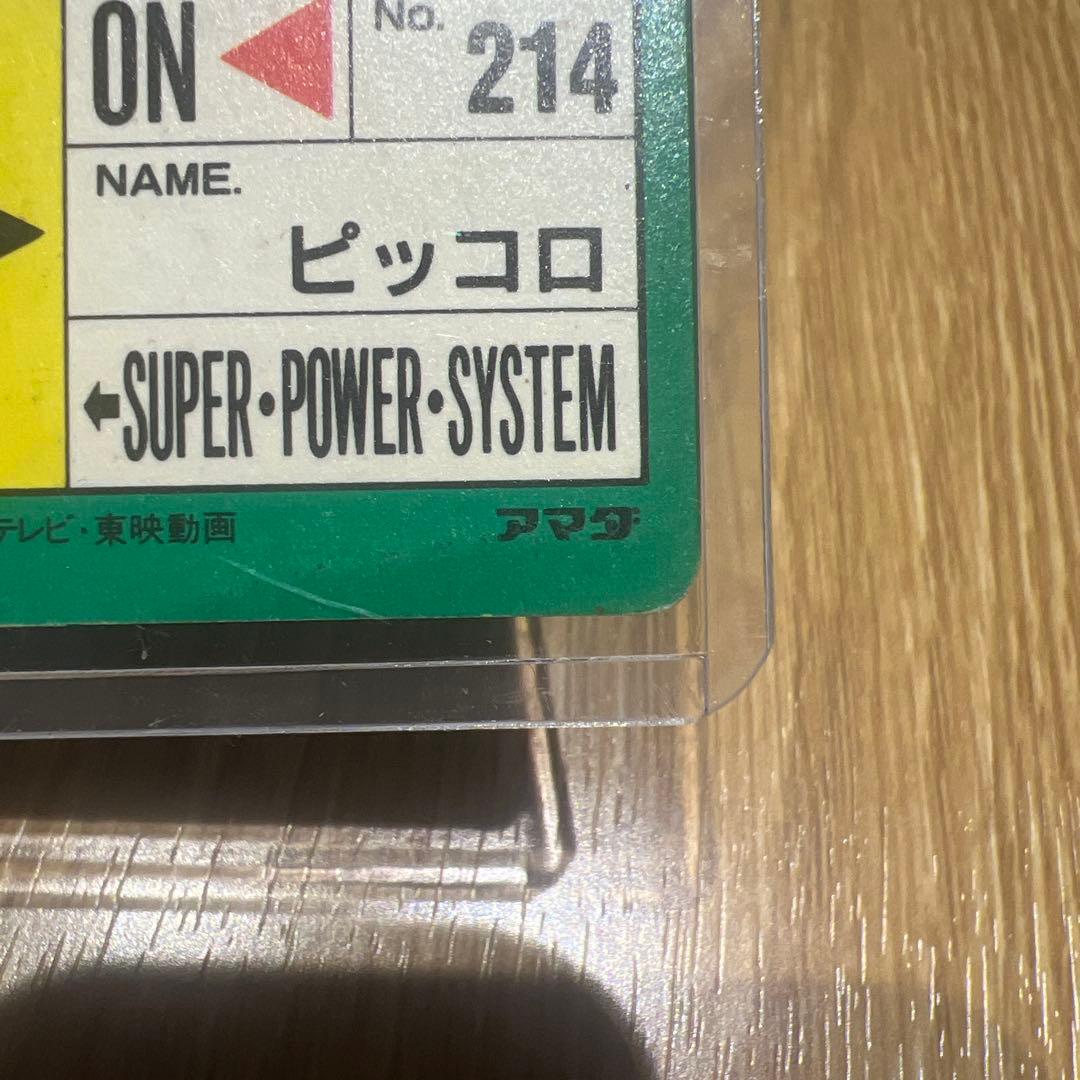 ON
No.
214
NAME.
ピッコロ
←SUPER・POWER・SYSTEM
テレビ・東映動画
アマダ